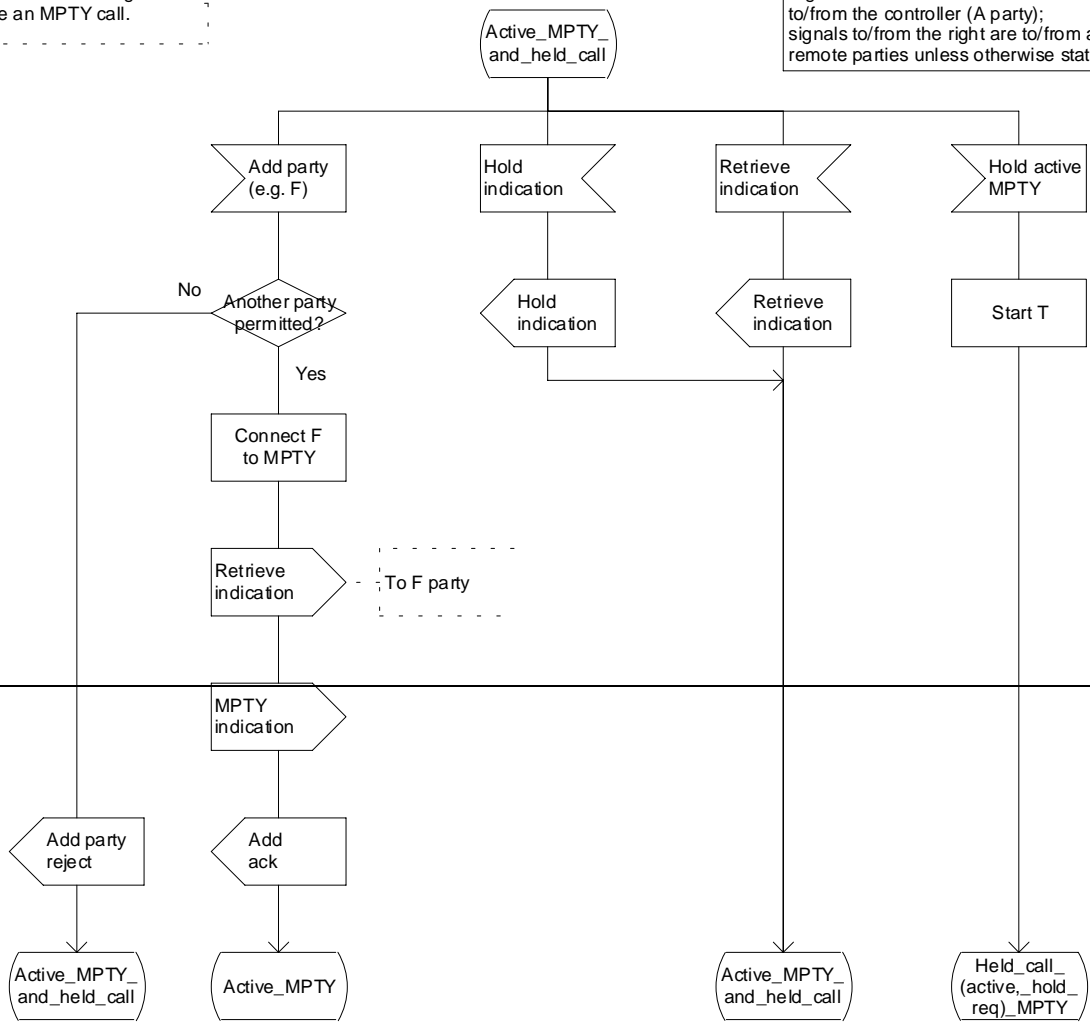 e an MPTY call.
to/from the controller (A party);
signals to/from the right are to/from a
remote parties unless otherwise stat
Active_MPTY_
and_held_call
Add party
(e.g. F)
Hold
indication
Retrieve
indication
Hold active
MPTY
No
Another party
permitted?
Hold
indication
Retrieve
indication
Start T
Yes
Connect F
to MPTY
Retrieve
indication
To F party
MPTY
indication
Add party
reject
Add
ack
Active_MPTY_
and_held_call
Active_MPTY
Active_MPTY_
and_held_call
Held_call_
(active,_hold_
req)_MPTY